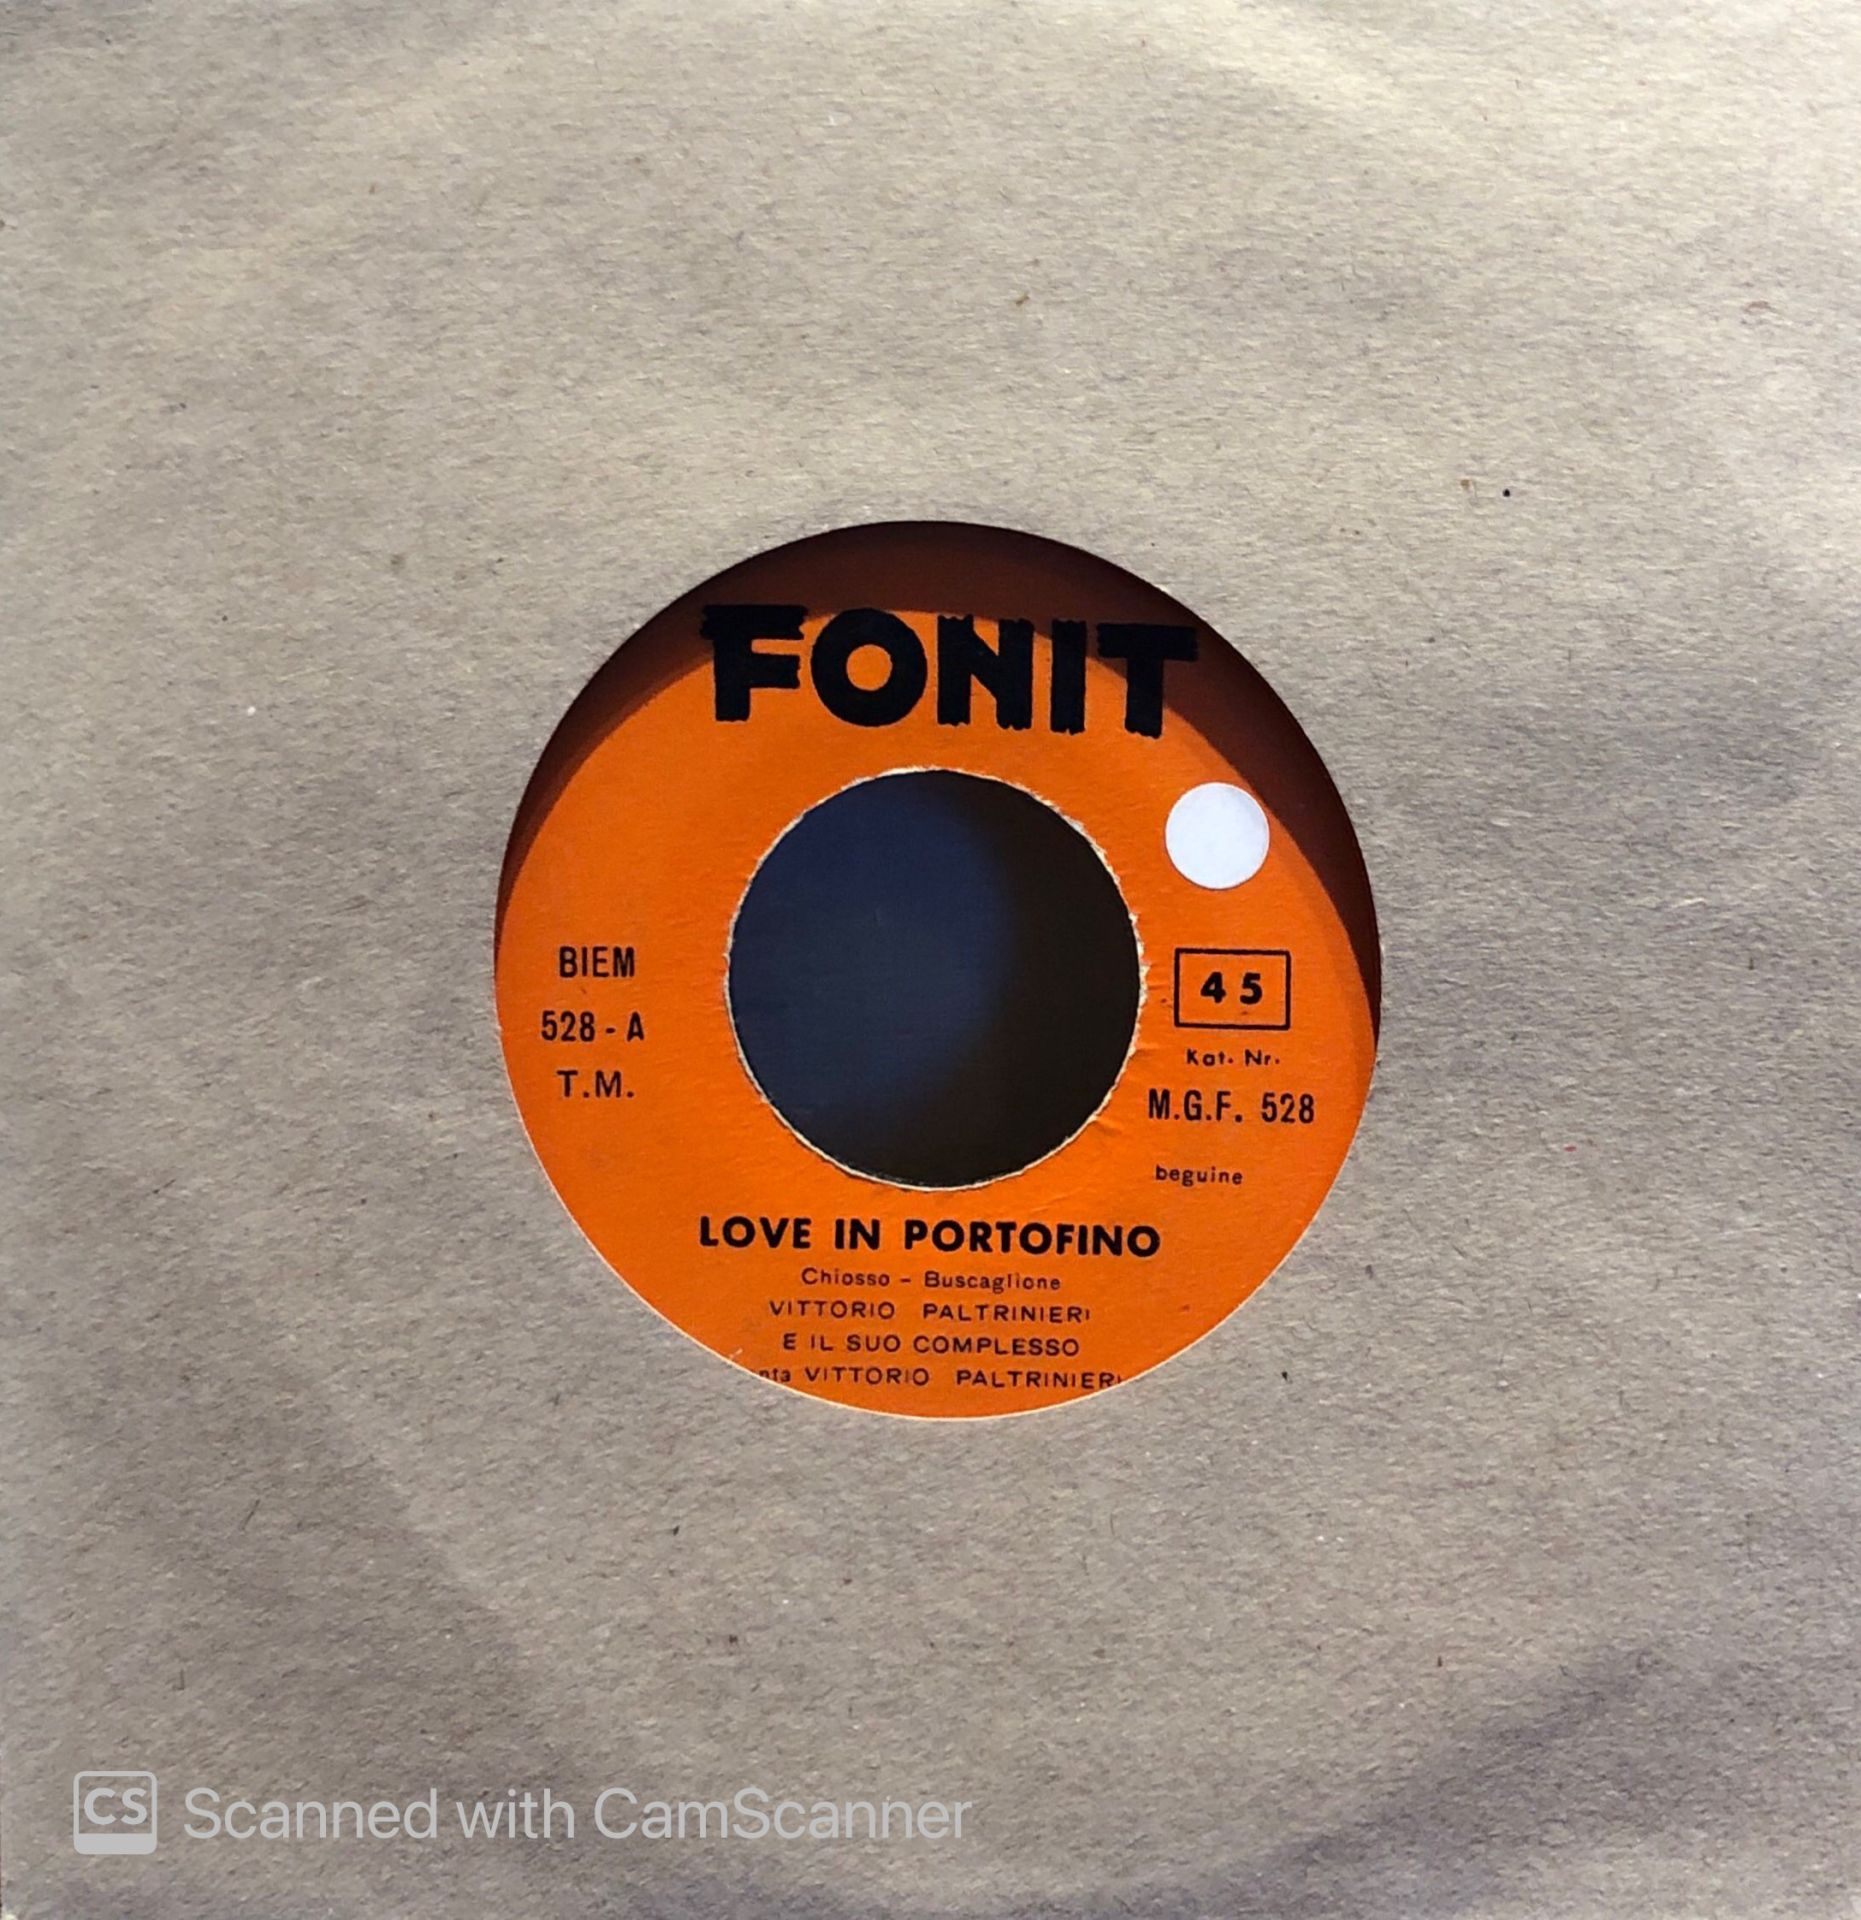 FONIT
BIEM
528 - A
T.M.
45
Kat. Nr.
M.G.F. 528
beguine
LOVE IN PORTOFINO
Chiosso - Buscaglione
VITTORIO PALTRINIERI
E IL SUO COMPLESSO
VITTORIO PALTRINIERI
CS Scanned with CamScanner